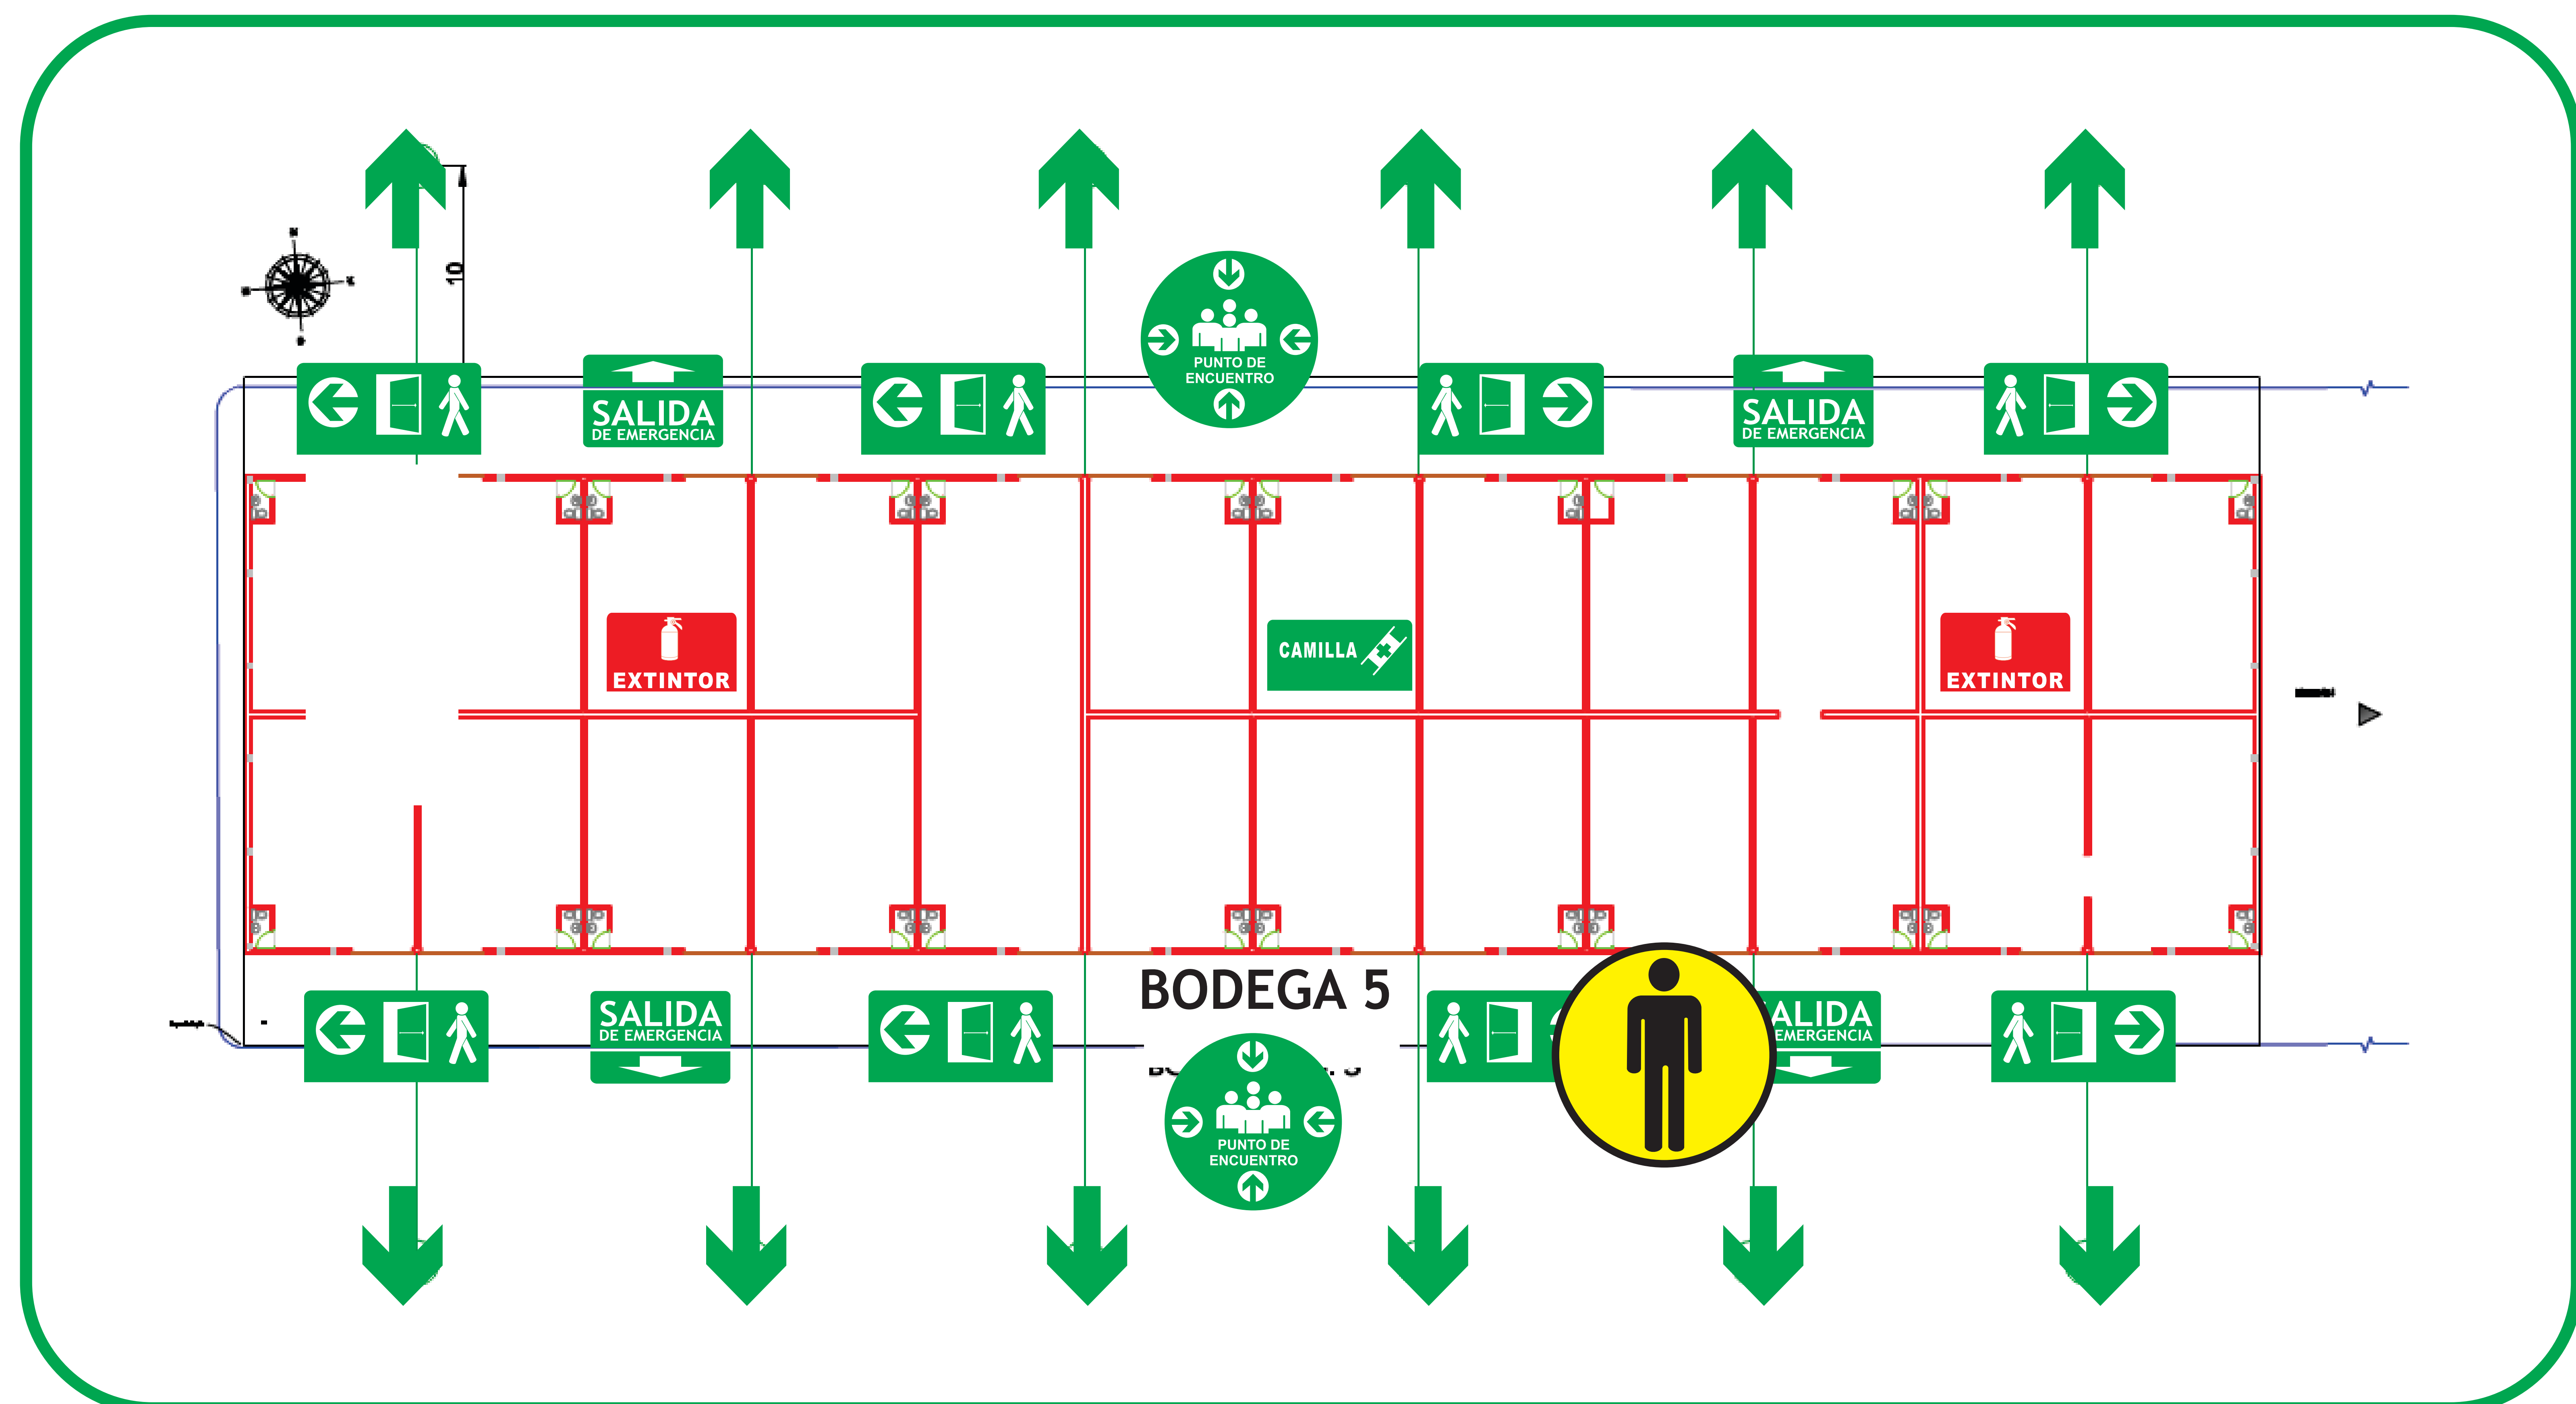 10
PUNTO DE
ENCUENTRO
SALIDA
DE EMERGENCIA
SALIDA
DE EMERGENCIA
EXTINTOR
CAMILLA
EXTINTOR
BODEGA 5
SALIDA
DE EMERGENCIA
ALIDA
EMERGENCIA
PUNTO DE
ENCUENTRO